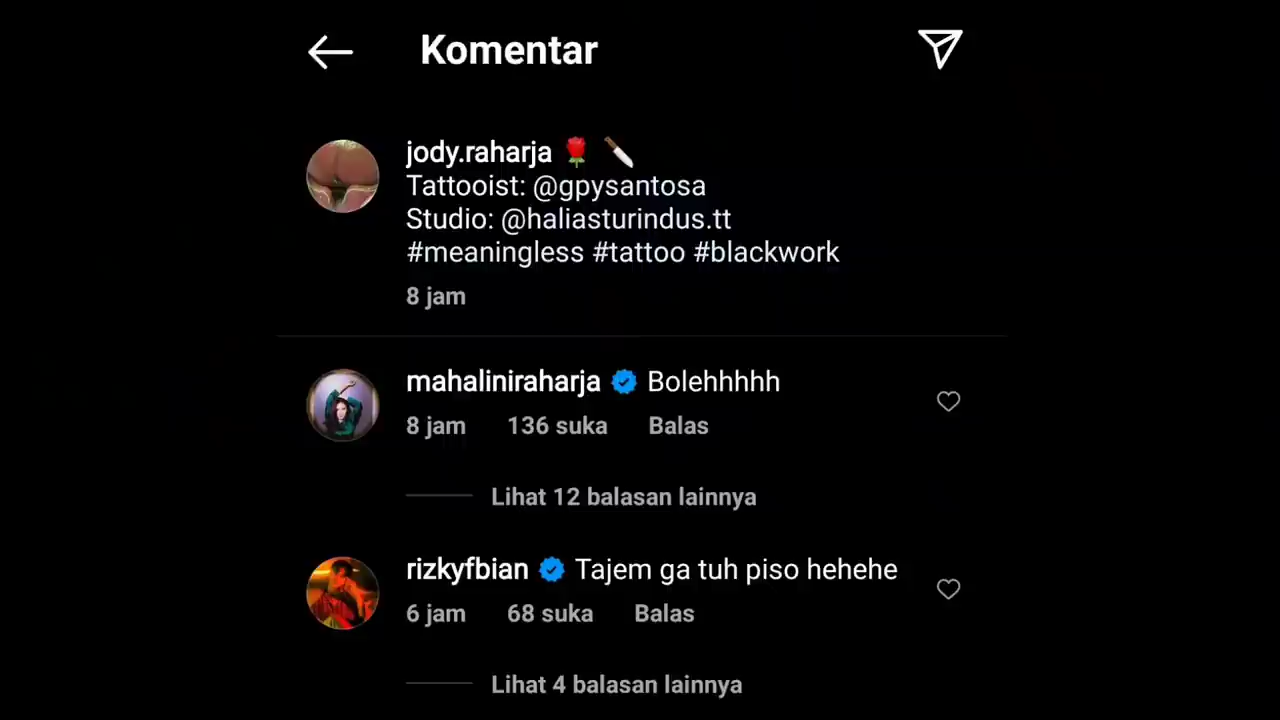 Komentar
jody.raharja 🌹 🔪
Tattooist: @gpysantosa
Studio: @haliasturindus.tt
#meaningless #tattoo #blackwork
8 jam
mahaliniraharja Bolehhhhh
8 jam 136 suka Balas
Lihat 12 balasan lainnya
rizkyfbian Tajem ga tuh piso hehehe
6 jam 68 suka Balas
Lihat 4 balasan lainnya